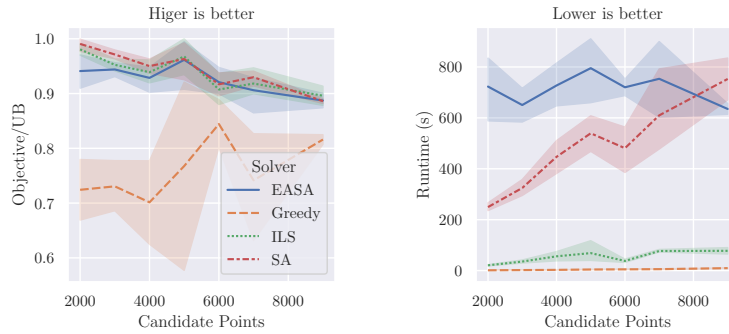 Higer is better
1.0
0.9
0.8
0.7
0.6
Objective/UB
2000 4000 6000 8000
Candidate Points
Solver
EASA
Greedy
ILS
SA
Lower is better
800
600
400
200
0
Runtime (s)
2000 4000 6000 8000
Candidate Points